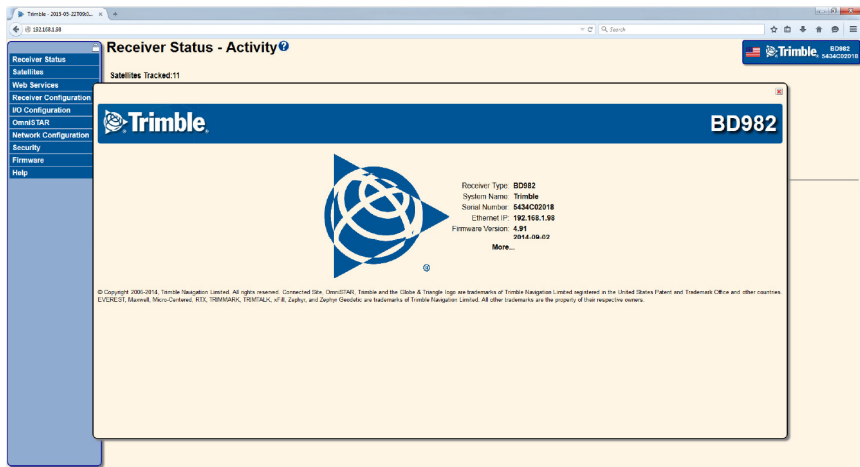 Trimble - 2015-05-22T09:0...
192.168.1.98
Search
Receiver Status - Activity
Trimble
BD982
5434C02018
Receiver Status
Satellites
Web Services
Receiver Configuration
I/O Configuration
OmniSTAR
Network Configuration
Security
Firmware
Help
Satellites Tracked:11
Trimble
BD982
Receiver Type: BD982
System Name: Trimble
Serial Number: 5434C02018
Ethernet IP: 192.168.1.98
Firmware Version: 4.91
2014-09-02
More...
© Copyright 2006-2014, Trimble Navigation Limited. All rights reserved. Connected Site, OmniSTAR, Trimble and the Globe & Triangle logo are trademarks of Trimble Navigation Limited registered in the United States Patent and Trademark Office and other countries.
EVEREST, Maxwell, Micro-Centered, RTX, TRIMMARK, TRIMTALK, xFill, Zephyr, and Zephyr Geodetic are trademarks of Trimble Navigation Limited. All other trademarks are the property of their respective owners.